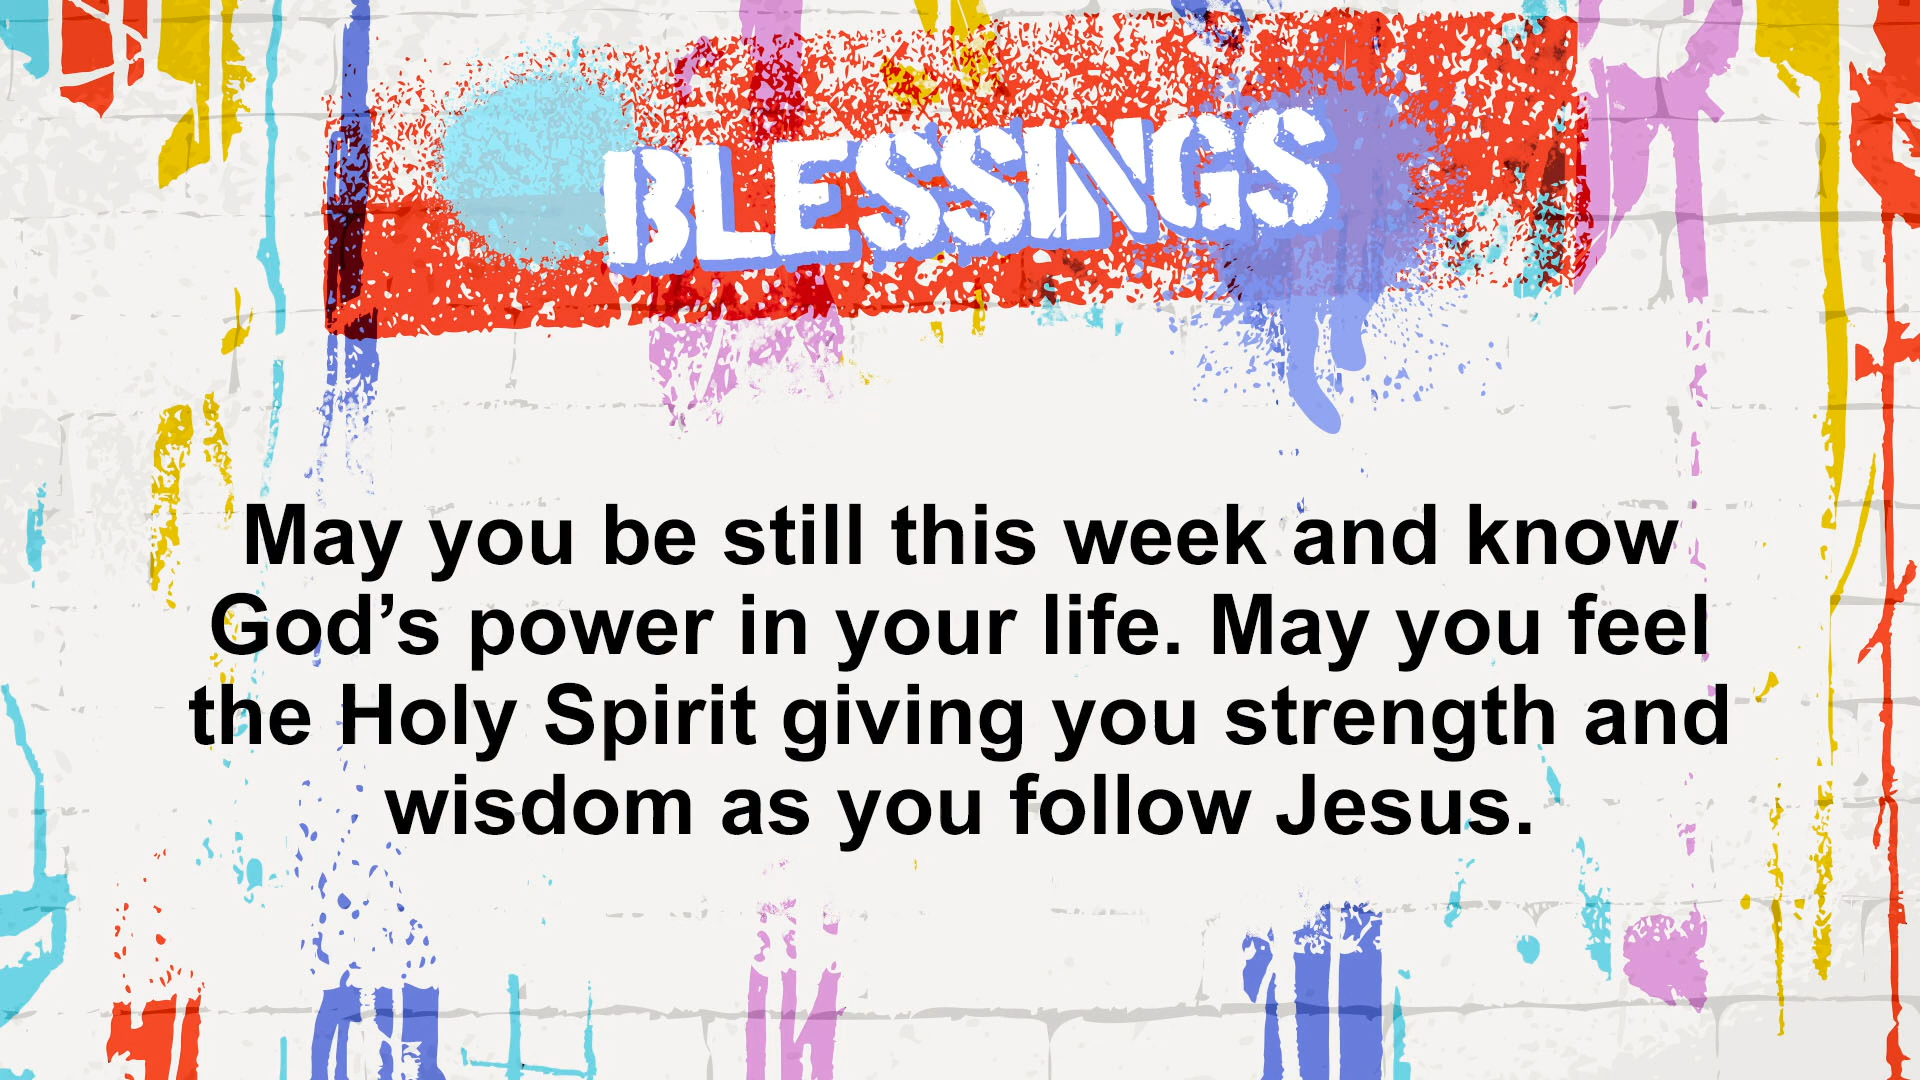 BLESSINGS
May you be still this week and know
God’s power in your life. May you feel
the Holy Spirit giving you strength and
wisdom as you follow Jesus.